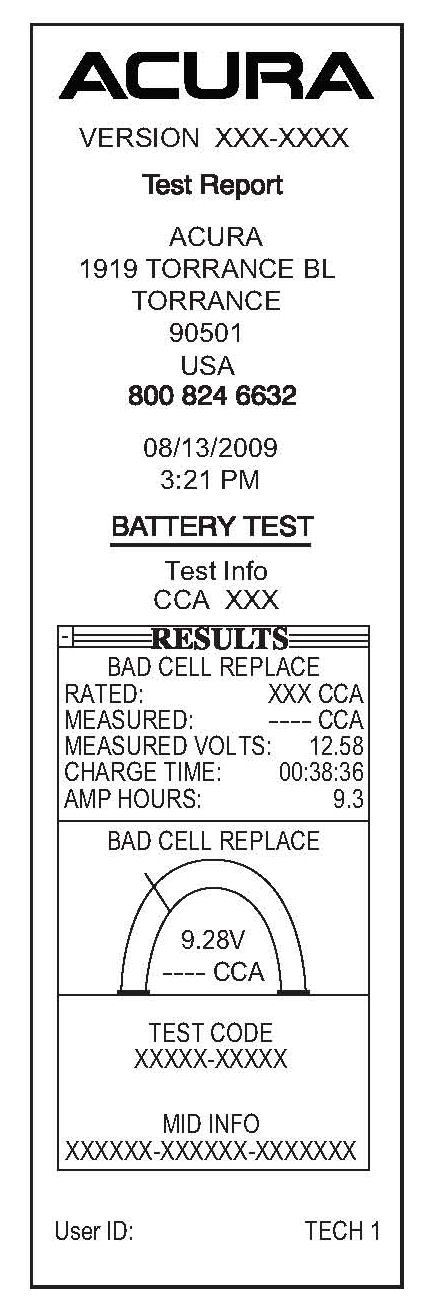 ACURA
VERSION XXX-XXXX
Test Report
ACURA
1919 TORRANCE BL
TORRANCE
90501
USA
800 824 6632
08/13/2009
3:21 PM
BATTERY TEST
Test Info
CCA XXX
RESULTS
BAD CELL REPLACE
RATED: XXX CCA
MEASURED: ---- CCA
MEASURED VOLTS: 12.58
CHARGE TIME: 00:38:36
AMP HOURS: 9.3
BAD CELL REPLACE
9.28V
---- CCA
TEST CODE
XXXXX-XXXXX
MID INFO
XXXXXX-XXXXXX-XXXXXXX
User ID: TECH 1